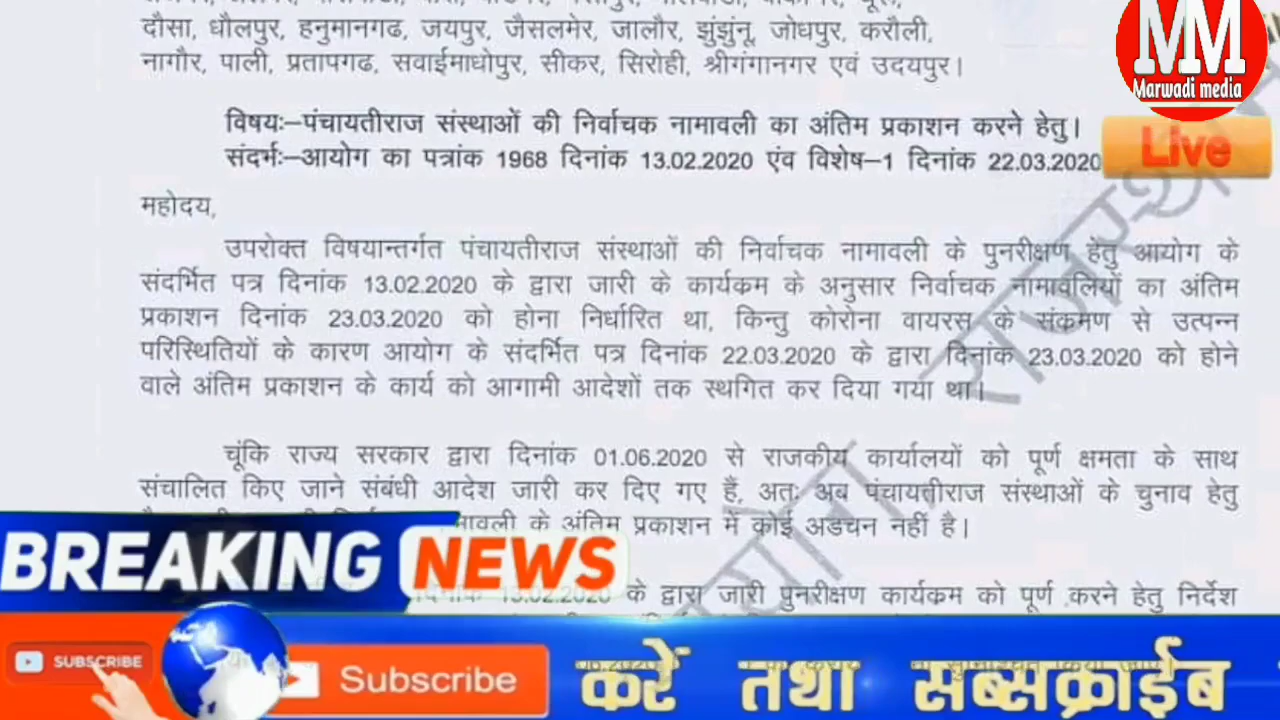 दौसा, धौलपुर, हनुमानगढ, जयपुर, जैसलमेर, जालौर, झुंझुंनू, जोधपुर, करौली,
नागौर, पाली, प्रतापगढ, सवाईमाधोपुर, सीकर, सिरोही, श्रीगंगानगर एवं उदयपुर।
MM
Marwadi media
Live
विषयः–पंचायतीराज संस्थाओं की निर्वाचक नामावली का अंतिम प्रकाशन करने हेतु।
संदर्भः–आयोग का पत्रांक 1968 दिनांक 13.02.2020 एंव विशेष–1 दिनांक 22.03.2020
महोदय,
उपरोक्त विषयान्तर्गत पंचायतीराज संस्थाओं की निर्वाचक नामावली के पुनरीक्षण हेतु आयोग के
संदर्भित पत्र दिनांक 13.02.2020 के द्वारा जारी के कार्यक्रम के अनुसार निर्वाचक नामावलियों का अंतिम
प्रकाशन दिनांक 23.03.2020 को होना निर्धारित था, किन्तु कोरोना वायरस के संक्रमण से उत्पन्न
परिस्थितियों के कारण आयोग के संदर्भित पत्र दिनांक 22.03.2020 के द्वारा दिनांक 23.03.2020 को होने
वाले अंतिम प्रकाशन के कार्य को आगामी आदेशों तक स्थगित कर दिया गया था।
चूंकि राज्य सरकार द्वारा दिनांक 01.06.2020 से राजकीय कार्यालयों को पूर्ण क्षमता के साथ
संचालित किए जाने संबंधी आदेश जारी कर दिए गए हैं, अतः अब पंचायतीराज संस्थाओं के चुनाव हेतु
के अंतिम प्रकाशन में कोई अडचन नहीं है।
BREAKING NEWS
दिनांक 13.02.2020 के द्वारा जारी पुनरीक्षण कार्यक्रम को पूर्ण करने हेतु निर्देश
SUBSCRIBE
Subscribe
करें तथा सब्सक्राईब